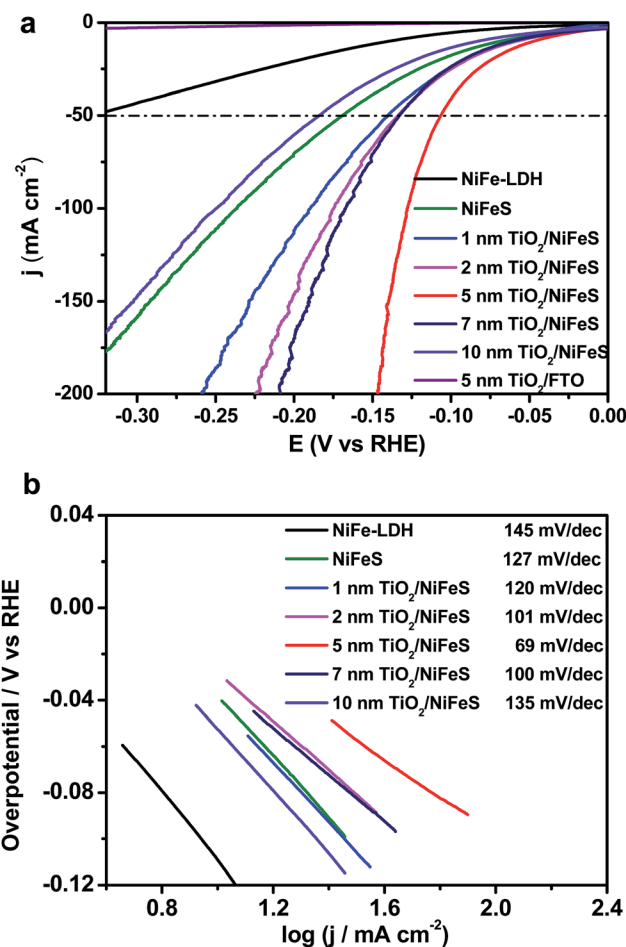 a
0
-50
-100
-150
-200
j (mA cm⁻²)
NiFe-LDH
NiFeS
1 nm TiO₂/NiFeS
2 nm TiO₂/NiFeS
5 nm TiO₂/NiFeS
7 nm TiO₂/NiFeS
10 nm TiO₂/NiFeS
5 nm TiO₂/FTO
-0.30 -0.25 -0.20 -0.15 -0.10 -0.05 0.00
E (V vs RHE)
b
0.04
0.00
-0.04
-0.08
-0.12
Overpotential / V vs RHE
NiFe-LDH 145 mV/dec
NiFeS 127 mV/dec
1 nm TiO₂/NiFeS 120 mV/dec
2 nm TiO₂/NiFeS 101 mV/dec
5 nm TiO₂/NiFeS 69 mV/dec
7 nm TiO₂/NiFeS 100 mV/dec
10 nm TiO₂/NiFeS 135 mV/dec
0.8 1.2 1.6 2.0 2.4
log (j / mA cm⁻²)